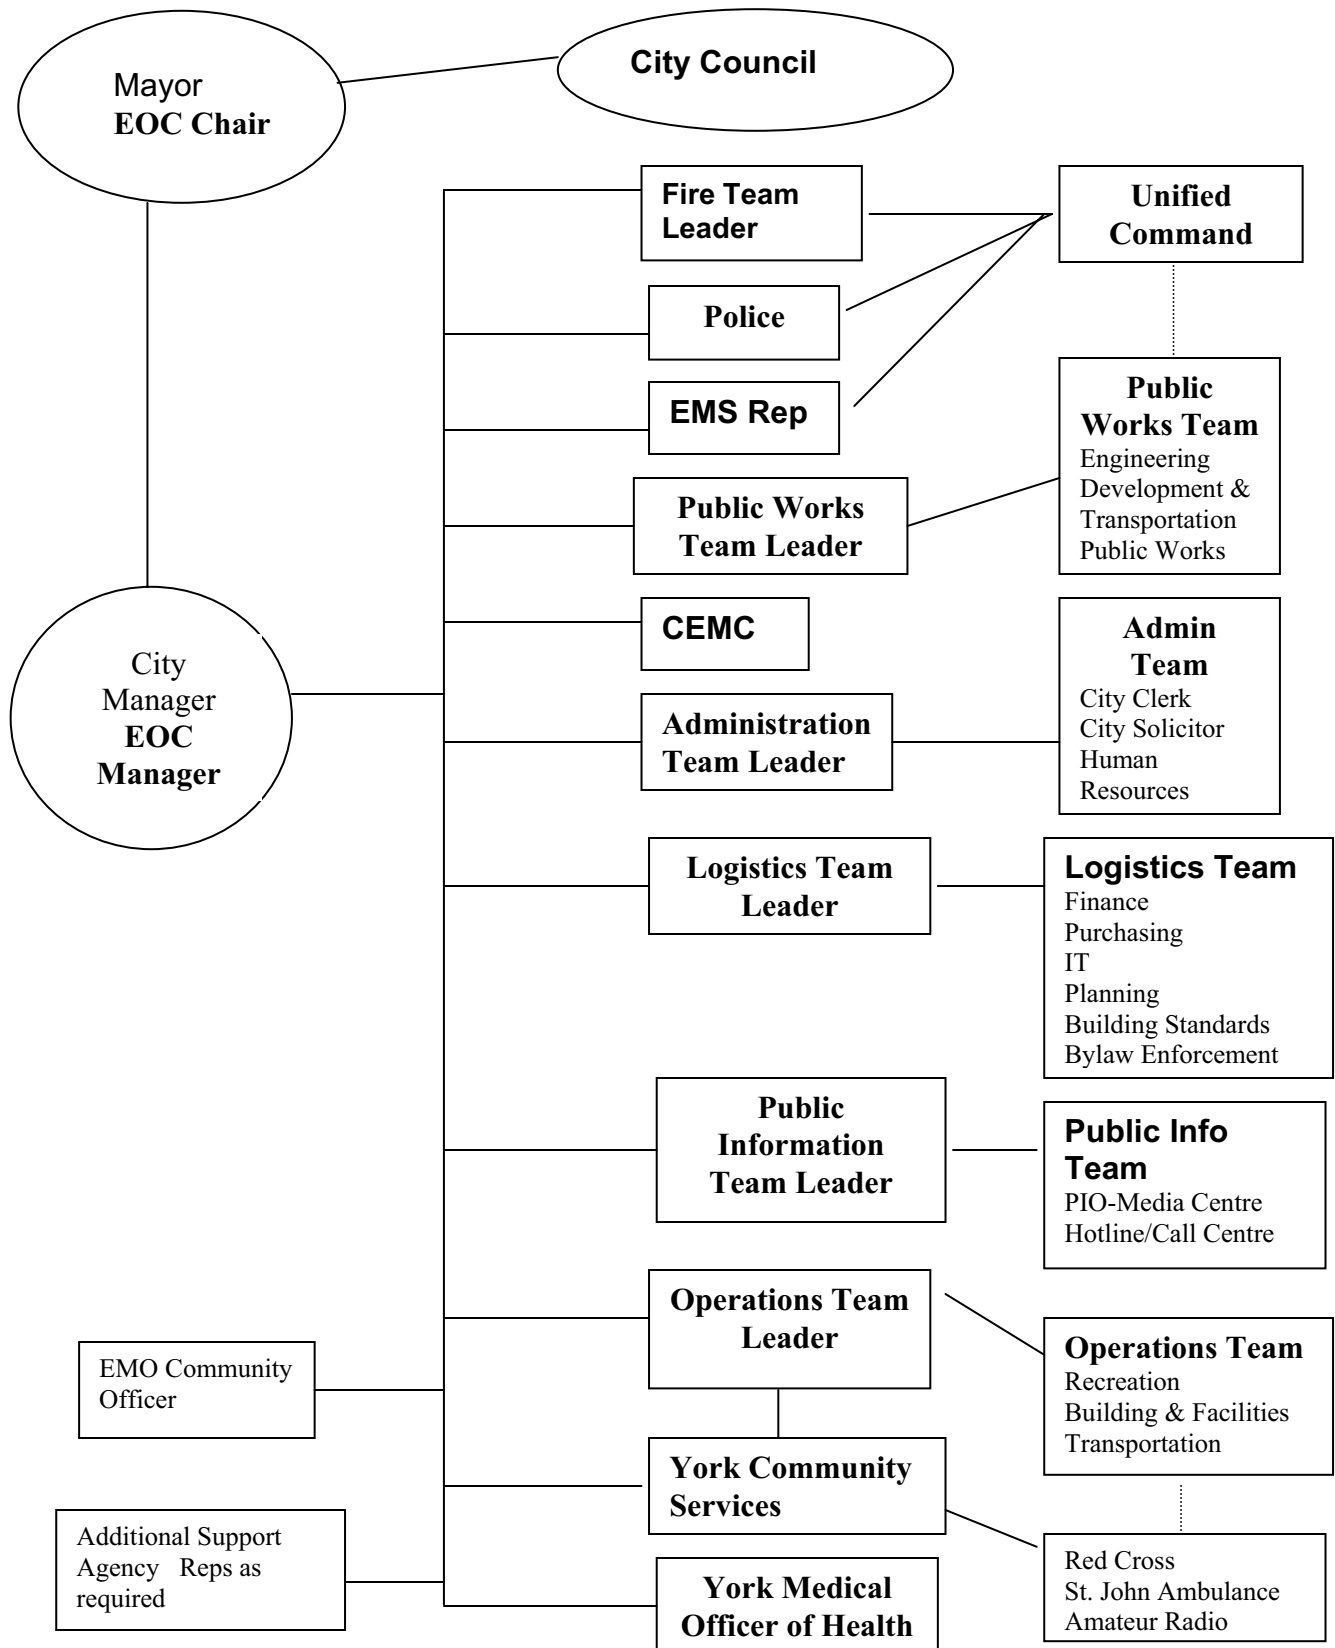 Mayor
EOC Chair
City Council
Fire Team
Leader
Unified
Command
Police
EMS Rep
Public
Works Team
Engineering
Development &
Transportation
Public Works
Public Works
Team Leader
CEMC
Admin
Team
City Clerk
City Solicitor
Human
Resources
City
Manager
EOC
Manager
Administration
Team Leader
Logistics Team
Leader
Logistics Team
Finance
Purchasing
IT
Planning
Building Standards
Bylaw Enforcement
Public
Information
Team Leader
Public Info
Team
PIO-Media Centre
Hotline/Call Centre
Operations Team
Leader
Operations Team
Recreation
Building & Facilities
Transportation
EMO Community
Officer
York Community
Services
Additional Support
Agency Reps as
required
Red Cross
St. John Ambulance
Amateur Radio
York Medical
Officer of Health